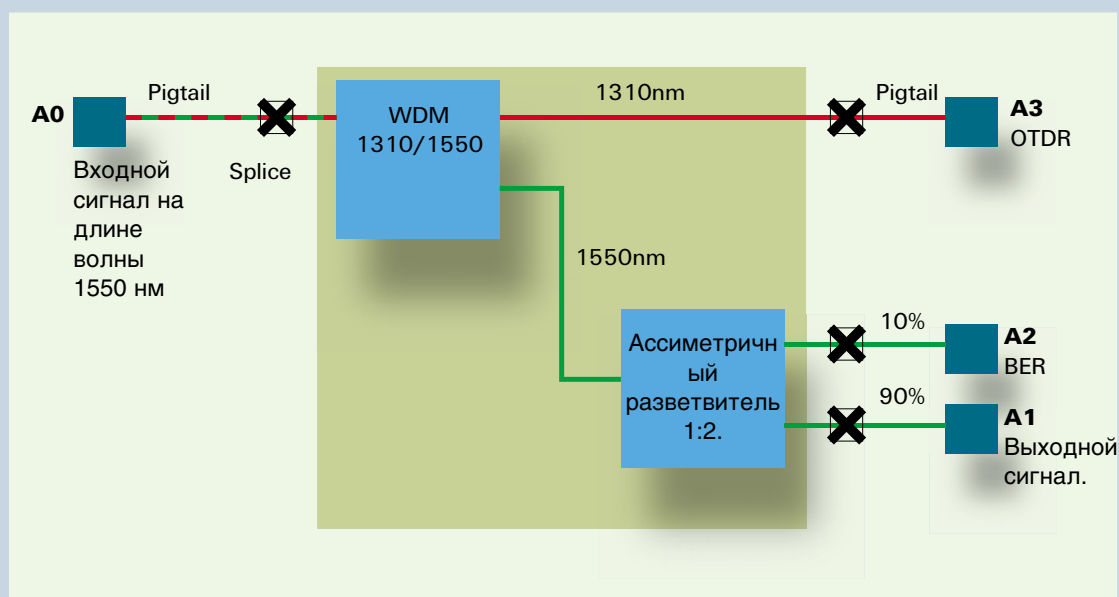 A0
Pigtail
Splice
Входной
сигнал на
длине
волны
1550 нм
WDM
1310/1550
1310nm
Pigtail
A3
OTDR
1550nm
Ассиметричн
ый
разветвитель
1:2.
10%
A2
BER
90%
A1
Выходной
сигнал.